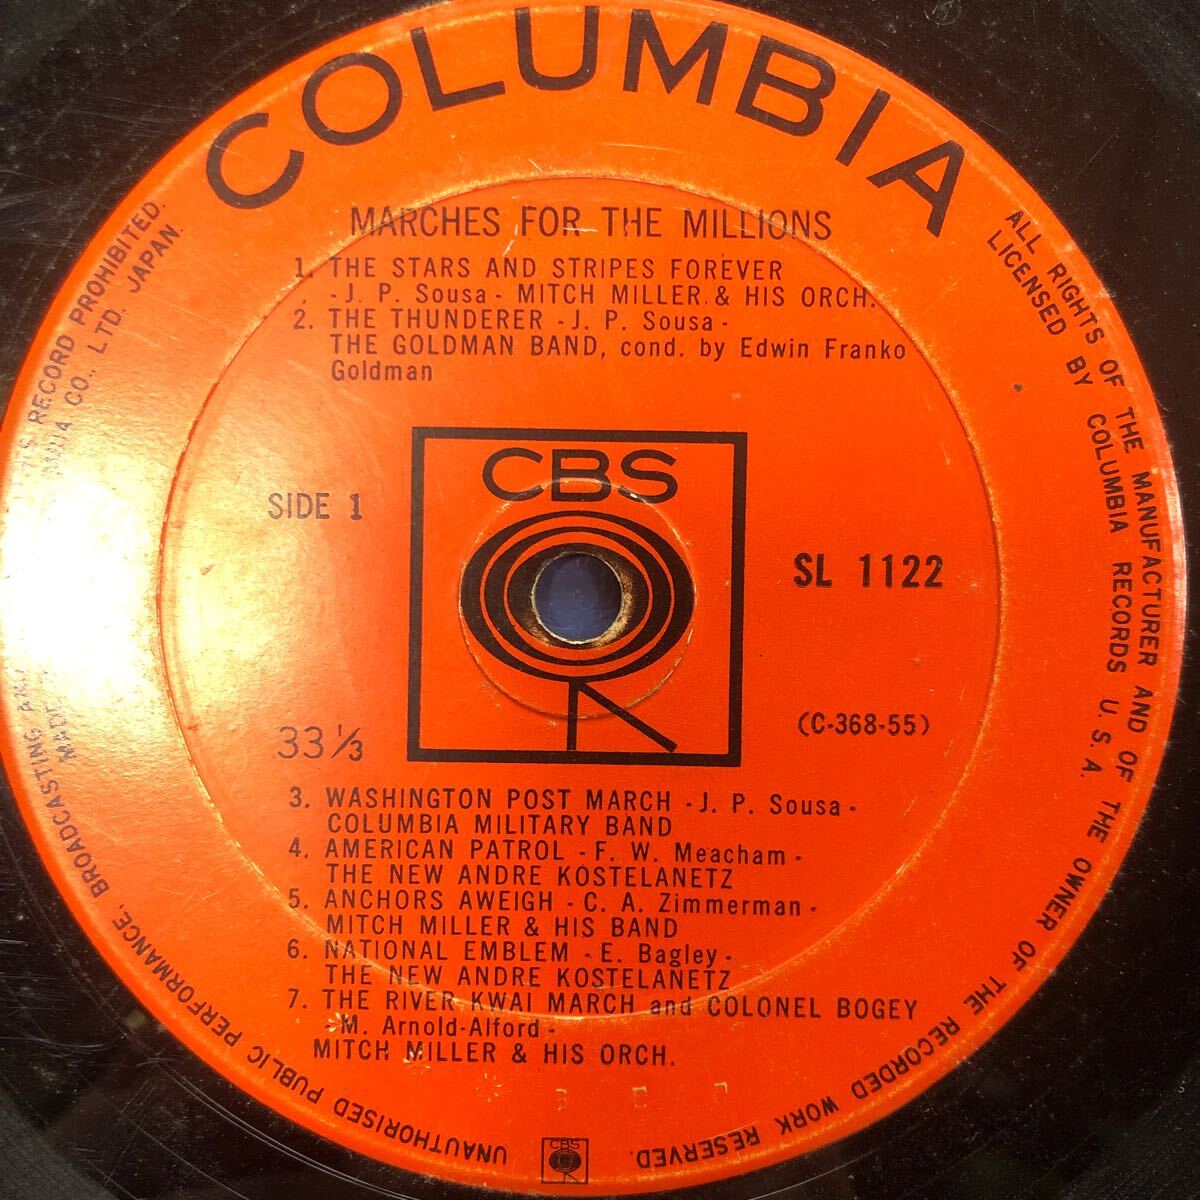 COLUMBIA
MARCHES FOR THE MILLIONS
1. THE STARS AND STRIPES FOREVER
- J. P. Sousa - MITCH MILLER & HIS ORCH.
2. THE THUNDERER - J. P. Sousa -
THE GOLDMAN BAND, cond. by Edwin Franko
Goldman
CBS
SIDE 1
SL 1122
33 1/3
(C-368-55)
3. WASHINGTON POST MARCH - J. P. Sousa -
COLUMBIA MILITARY BAND
4. AMERICAN PATROL - F. W. Meacham -
THE NEW ANDRE KOSTELANETZ
5. ANCHORS AWEIGH - C. A. Zimmerman -
MITCH MILLER & HIS BAND
6. NATIONAL EMBLEM - E. Bagley -
THE NEW ANDRE KOSTELANETZ
7. THE RIVER KWAI MARCH and COLONEL BOGEY
- M. Arnold-Alford -
MITCH MILLER & HIS ORCH.
ALL RIGHTS OF THE MANUFACTURER AND OF THE OWNER OF THE RECORDED WORK RESERVED.
LICENSED BY COLUMBIA RECORDS U. S. A.
CBS
UNAUTHORISED PUBLIC PERFORMANCE, BROADCASTING RECORD PROHIBITED.
MADE CO., LTD. JAPAN.